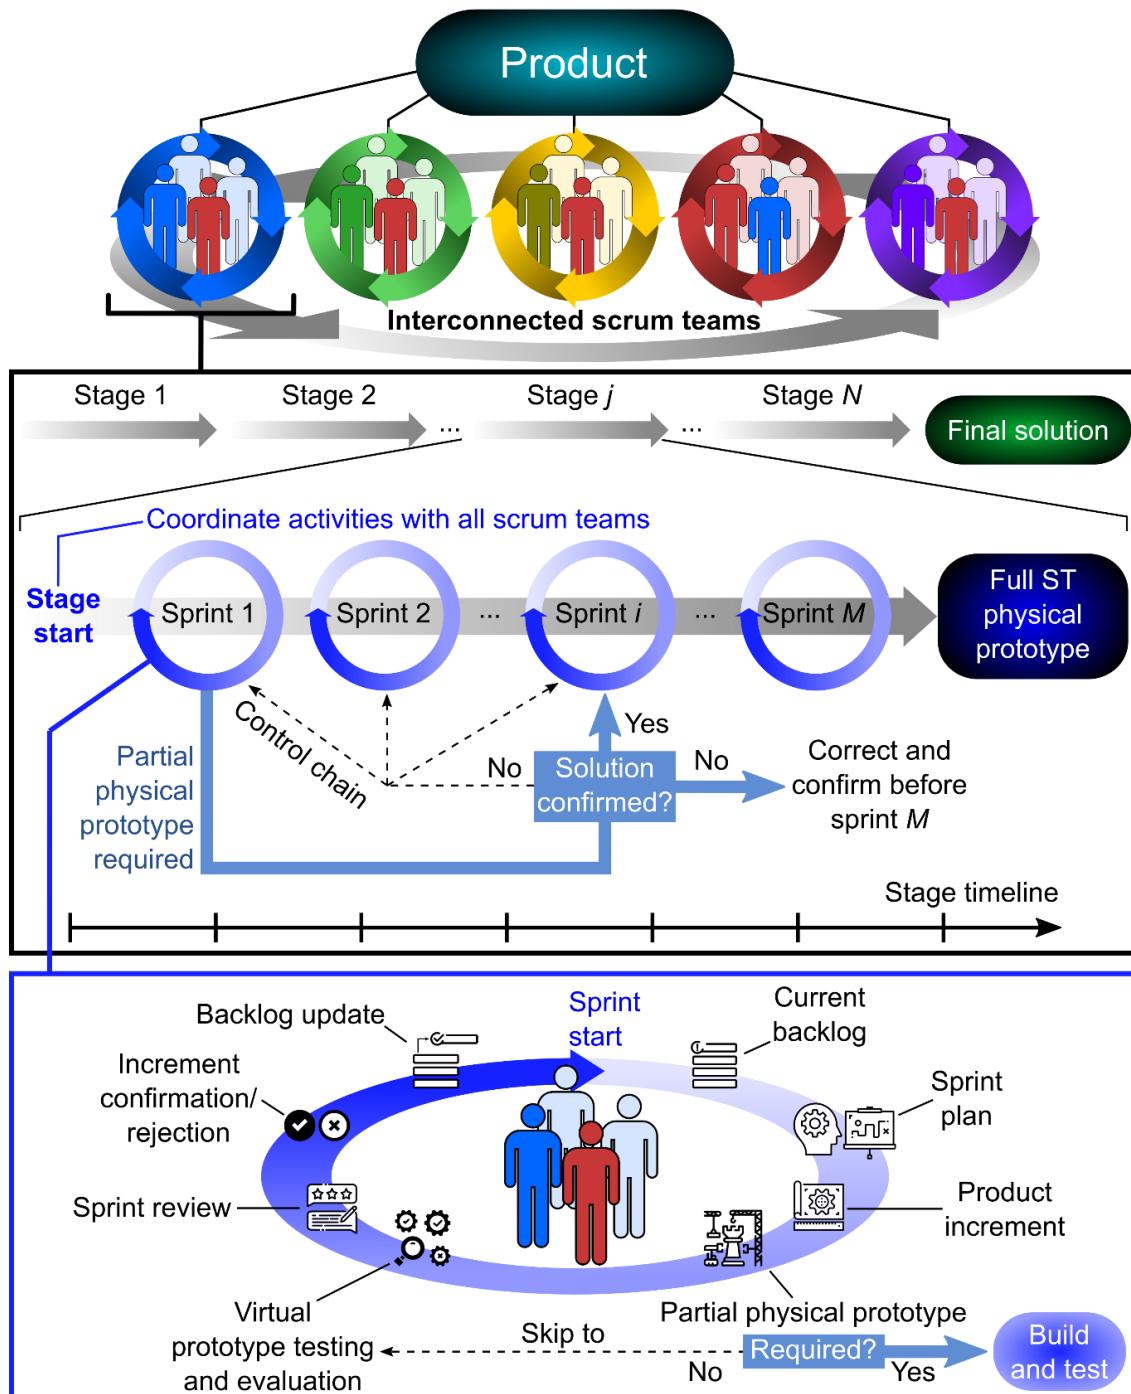 Product
Interconnected scrum teams
Stage 1
Stage 2
...
Stage j
...
Stage N
Final solution
Coordinate activities with all scrum teams
Stage
start
Sprint 1
Sprint 2
...
Sprint i
...
Sprint M
Full ST
physical
prototype
Control chain
Partial
physical
prototype
required
No
Solution
confirmed?
Yes
No
Correct and
confirm before
sprint M
Stage timeline
Sprint
start
Current
backlog
Sprint
plan
Product
increment
Partial physical prototype
Required?
Yes
Build
and test
No
Skip to
Virtual
prototype testing
and evaluation
Sprint review
Increment
confirmation/
rejection
Backlog update